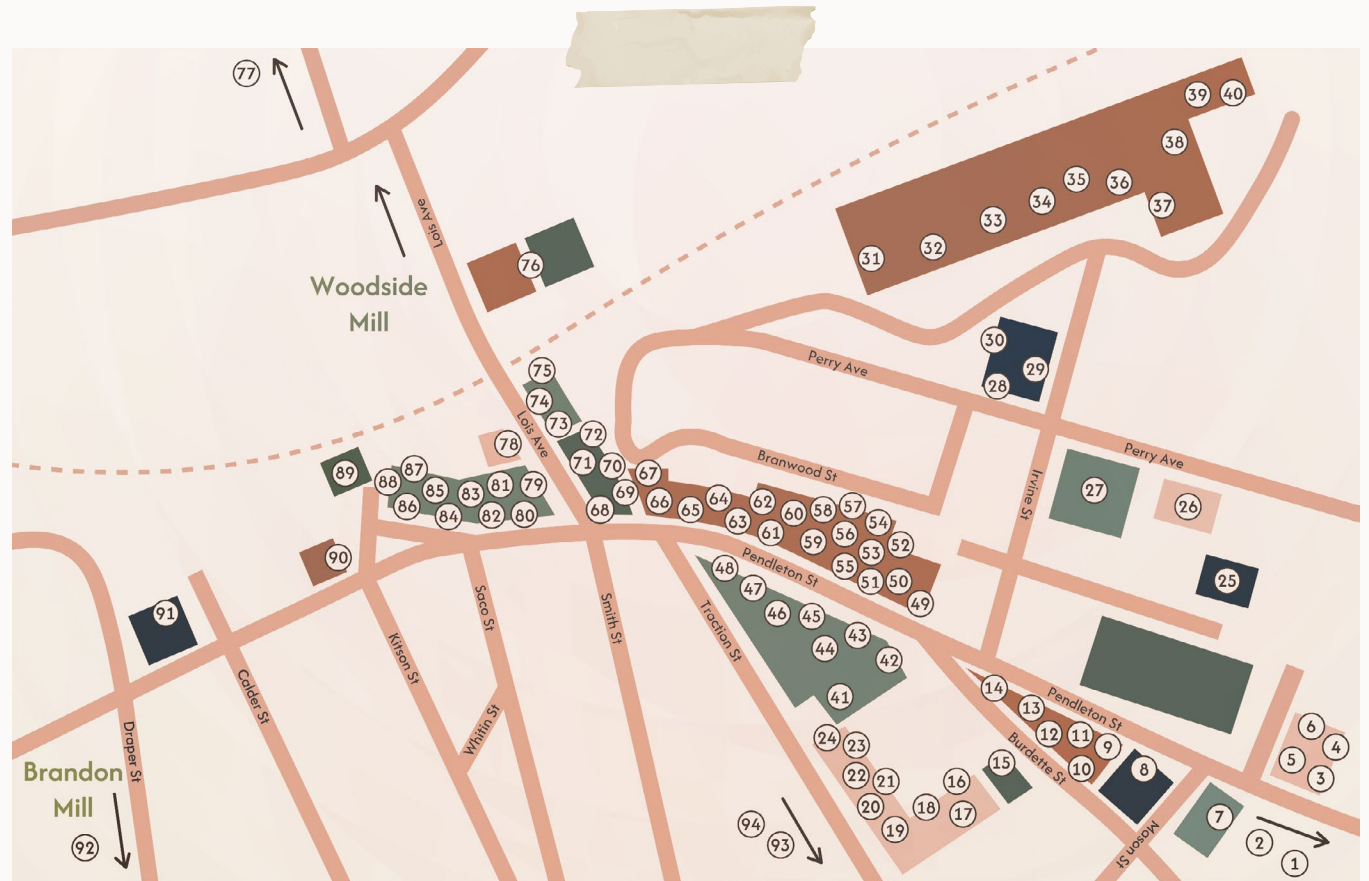 77
39 40
38
35 36
34
37
33
32
31
Lois Ave
76
Woodside
Mill
30
29
28
Perry Ave
75
74
73
Lois Ave
72
78
71 70
67
69
68
Branwood St
Perry Ave
Irvine St
27
26
25
89
88 87
85 83 81 79
86 84 82 80
66 65 64
63
62 60 58 57
61 59 56 54
53 52
55 51 50
49
90
91
Pendleton St
48
47
46 45
44 43
42
41
Saco St
Smith St
Traction St
Kitson St
Whitin St
Calder St
Draper St
Brandon
Mill
92
14
13
12 11 9
10
Pendleton St
Burdette St
8
15
24 23
22 21
20
19
18
16
17
94
93
6
4
5
3
7
2
1
Mason St